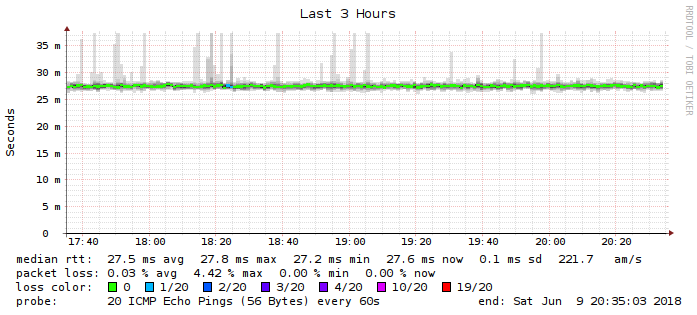 Last 3 Hours
RRDTOOL / TOBI OETIKER
Seconds
35 m
30 m
25 m
20 m
15 m
10 m
5 m
0
17:40 18:00 18:20 18:40 19:00 19:20 19:40 20:00 20:20
median rtt: 27.5 ms avg 27.8 ms max 27.2 ms min 27.6 ms now 0.1 ms sd 221.7 am/s
packet loss: 0.03 % avg 4.42 % max 0.00 % min 0.00 % now
loss color: 0 1/20 2/20 3/20 4/20 10/20 19/20
probe: 20 ICMP Echo Pings (56 Bytes) every 60s end: Sat Jun 9 20:35:03 2018